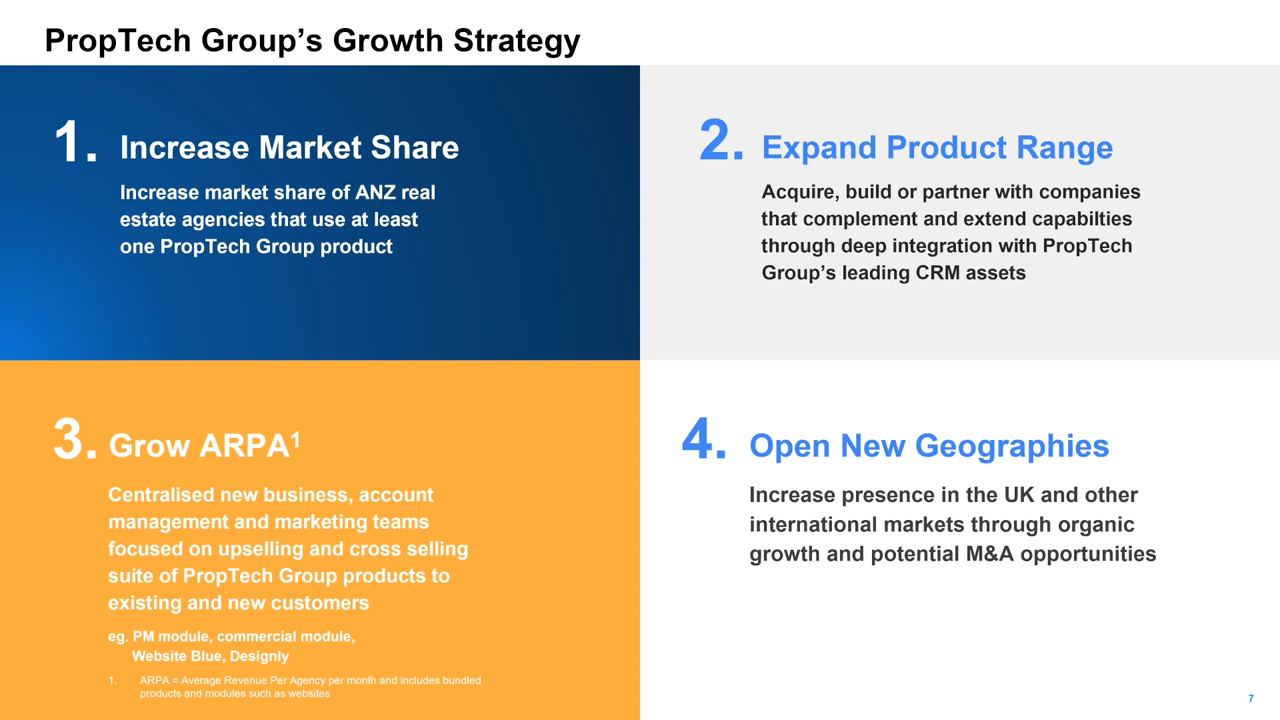 PropTech Group’s Growth Strategy
1.
Increase Market Share
Increase market share of ANZ real
estate agencies that use at least
one PropTech Group product
2.
Expand Product Range
Acquire, build or partner with companies
that complement and extend capabilties
through deep integration with PropTech
Group’s leading CRM assets
3.
Grow ARPA1
Centralised new business, account
management and marketing teams
focused on upselling and cross selling
suite of PropTech Group products to
existing and new customers
eg. PM module, commercial module,
Website Blue, Designly
1. ARPA = Average Revenue Per Agency per month and includes bundled
products and modules such as websites
4.
Open New Geographies
Increase presence in the UK and other
international markets through organic
growth and potential M&A opportunities
7